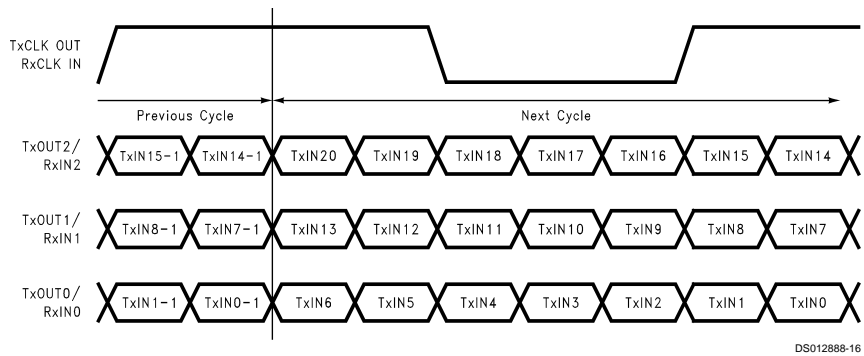 TxCLK OUT
RxCLK IN
Previous Cycle Next Cycle
TxOUT2/
RxIN2
TxIN15-1 TxIN14-1 TxIN20 TxIN19 TxIN18 TxIN17 TxIN16 TxIN15 TxIN14
TxOUT1/
RxIN1
TxIN8-1 TxIN7-1 TxIN13 TxIN12 TxIN11 TxIN10 TxIN9 TxIN8 TxIN7
TxOUT0/
RxIN0
TxIN1-1 TxIN0-1 TxIN6 TxIN5 TxIN4 TxIN3 TxIN2 TxIN1 TxIN0
DS012888-16